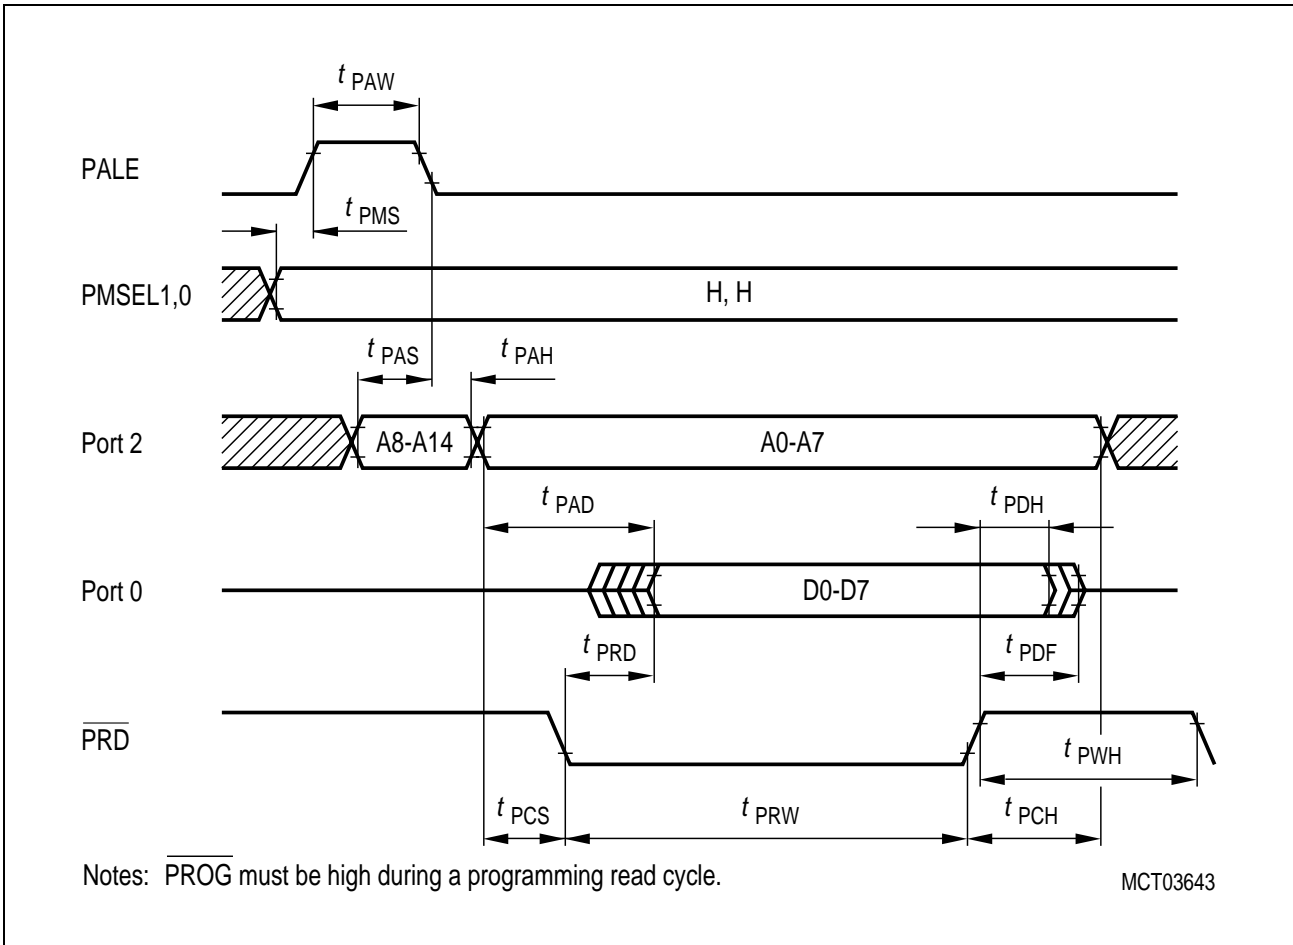 t PAW
PALE
t PMS
PMSEL1,0
H, H
t PAS
t PAH
Port 2
A8-A14
A0-A7
t PAD
t PDH
Port 0
D0-D7
t PRD
t PDF
PRD
t PWH
t PCS
t PRW
t PCH
Notes: PROG must be high during a programming read cycle.
MCT03643